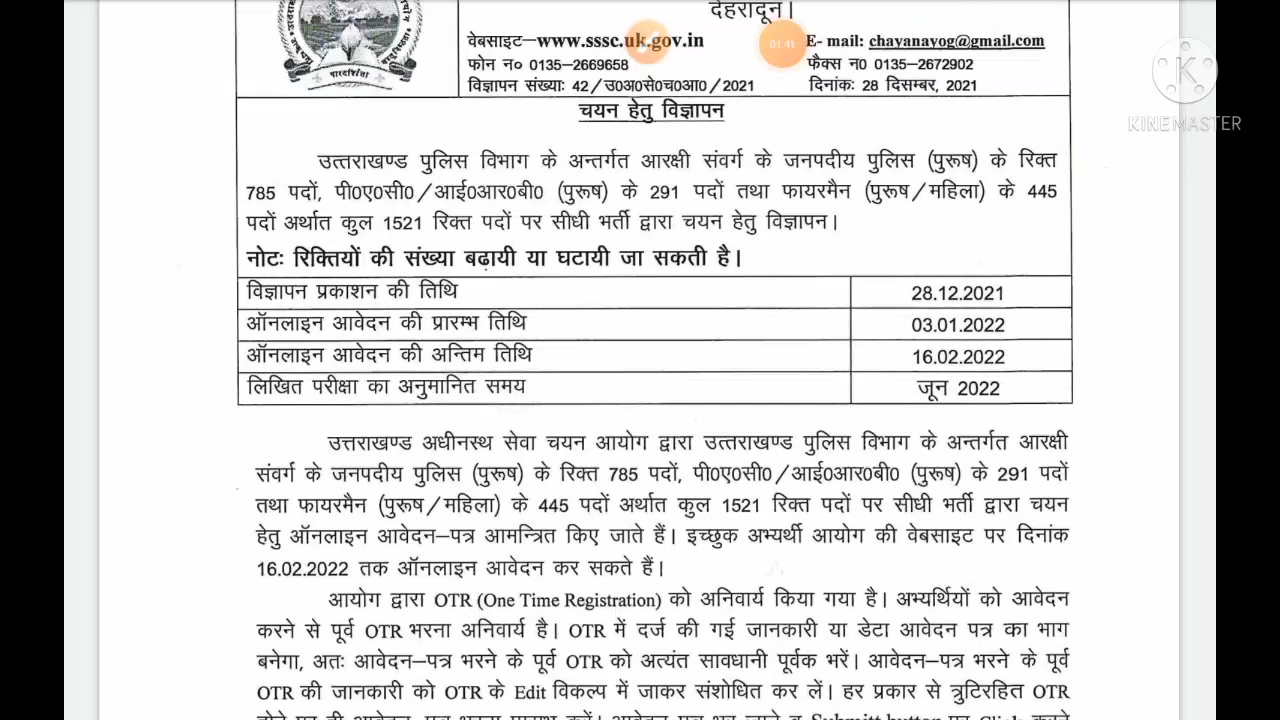 देहरादून।
वेबसाइट–www.sssc.uk.gov.in
E- mail: chayanayog@gmail.com
फोन न० 0135-2669658
फैक्स न0 0135-2672902
विज्ञापन संख्याः 42/उ0अ0से0च0आ0/2021
दिनांकः 28 दिसम्बर, 2021
पारदर्शिता
1:41
K
KINEMASTER
चयन हेतु विज्ञापन
उत्तराखण्ड पुलिस विभाग के अन्तर्गत आरक्षी संवर्ग के जनपदीय पुलिस (पुरूष) के रिक्त
785 पदों, पी0ए0सी0/आई0आर0बी0 (पुरूष) के 291 पदों तथा फायरमैन (पुरूष/महिला) के 445
पदों अर्थात कुल 1521 रिक्त पदों पर सीधी भर्ती द्वारा चयन हेतु विज्ञापन।
नोटः रिक्तियों की संख्या बढ़ायी या घटायी जा सकती है।
विज्ञापन प्रकाशन की तिथि 28.12.2021
ऑनलाइन आवेदन की प्रारम्भ तिथि 03.01.2022
ऑनलाइन आवेदन की अन्तिम तिथि 16.02.2022
लिखित परीक्षा का अनुमानित समय जून 2022
उत्तराखण्ड अधीनस्थ सेवा चयन आयोग द्वारा उत्तराखण्ड पुलिस विभाग के अन्तर्गत आरक्षी
संवर्ग के जनपदीय पुलिस (पुरूष) के रिक्त 785 पदों, पी0ए0सी0/आई0आर0बी0 (पुरूष) के 291 पदों
तथा फायरमैन (पुरूष/महिला) के 445 पदों अर्थात कुल 1521 रिक्त पदों पर सीधी भर्ती द्वारा चयन
हेतु ऑनलाइन आवेदन–पत्र आमन्त्रित किए जाते हैं। इच्छुक अभ्यर्थी आयोग की वेबसाइट पर दिनांक
16.02.2022 तक ऑनलाइन आवेदन कर सकते हैं।
आयोग द्वारा OTR (One Time Registration) को अनिवार्य किया गया है। अभ्यर्थियों को आवेदन
करने से पूर्व OTR भरना अनिवार्य है। OTR में दर्ज की गई जानकारी या डेटा आवेदन पत्र का भाग
बनेगा, अतः आवेदन–पत्र भरने के पूर्व OTR को अत्यंत सावधानी पूर्वक भरें। आवेदन–पत्र भरने के पूर्व
OTR की जानकारी को OTR के Edit विकल्प में जाकर संशोधित कर लें। हर प्रकार से त्रुटिरहित OTR